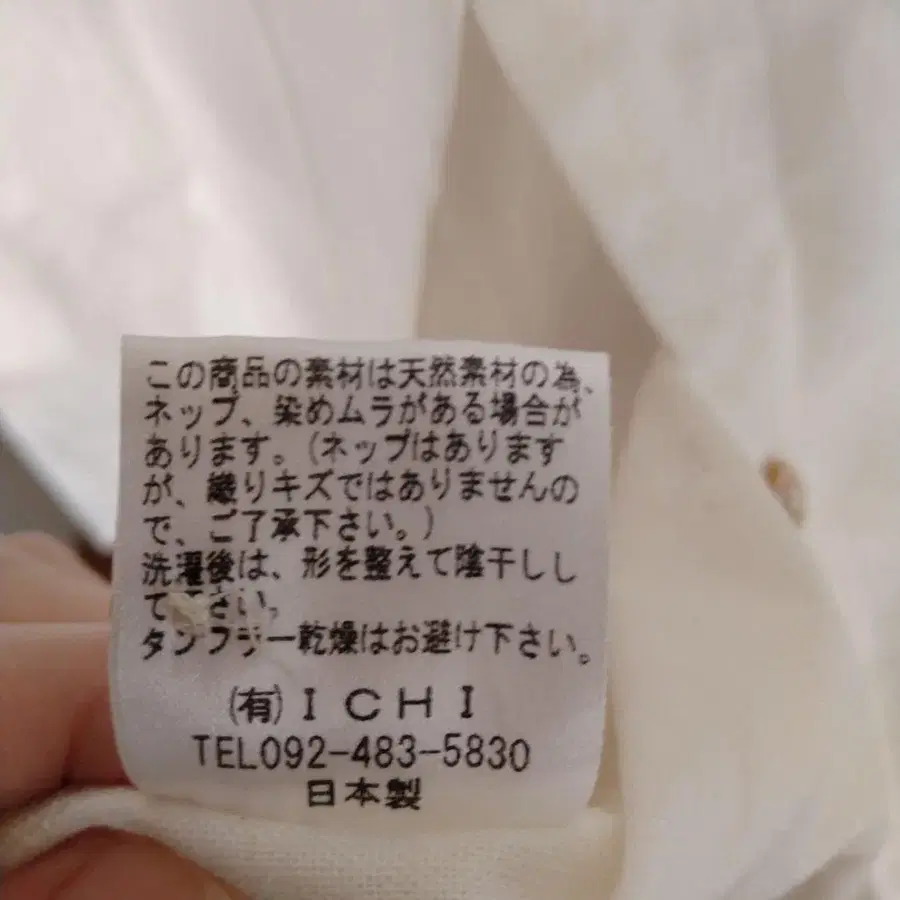 この商品の素材は天然素材の為、
ネップ、染めムラがある場合が
あります。(ネップはあります
が、織りキズではありませんの
で、ご了承下さい。)
洗濯後は、形を整えて陰干しし
て下さい。
タンブラー乾燥はお避け下さい。
(有)ICHI
TEL092-483-5830
日本製